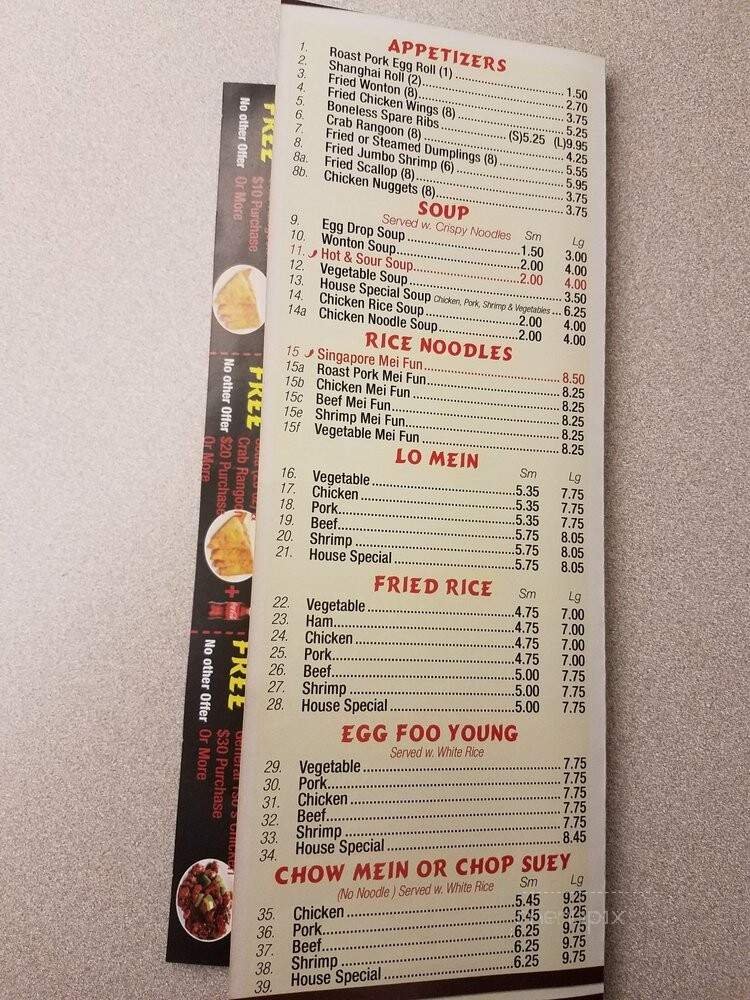 APPETIZERS
1. Roast Pork Egg Roll (1) 1.50
2. Shanghai Roll (2) 2.70
3. Fried Wonton (8) 3.75
4. Fried Chicken Wings (8) 5.25
5. Boneless Spare Ribs (S)5.25 (L)9.95
6. Crab Rangoon (8) 4.25
7. Fried or Steamed Dumplings (8) 5.55
8. Fried Jumbo Shrimp (6) 5.95
8a. Fried Scallop (8) 3.75
8b. Chicken Nuggets (8) 3.75
SOUP
Served w. Crispy Noodles Sm Lg
9. Egg Drop Soup 1.50 3.00
10. Wonton Soup 2.00 4.00
11. Hot & Sour Soup 2.00 4.00
12. Vegetable Soup 3.50
13. House Special Soup Chicken, Pork, Shrimp & Vegetables 6.25
14. Chicken Rice Soup 2.00 4.00
14a Chicken Noodle Soup 2.00 4.00
RICE NOODLES
15 Singapore Mei Fun 8.50
15a Roast Pork Mei Fun 8.25
15b Chicken Mei Fun 8.25
15c Beef Mei Fun 8.25
15e Shrimp Mei Fun 8.25
15f Vegetable Mei Fun 8.25
LO MEIN
Sm Lg
16. Vegetable 5.35 7.75
17. Chicken 5.35 7.75
18. Pork 5.35 7.75
19. Beef 5.75 8.05
20. Shrimp 5.75 8.05
21. House Special 5.75 8.05
FRIED RICE
Sm Lg
22. Vegetable 4.75 7.00
23. Ham 4.75 7.00
24. Chicken 4.75 7.00
25. Pork 4.75 7.00
26. Beef 5.00 7.75
27. Shrimp 5.00 7.75
28. House Special 5.00 7.75
EGG FOO YOUNG
Served w. White Rice
29. Vegetable 7.75
30. Pork 7.75
31. Chicken 7.75
32. Beef 7.75
33. Shrimp 7.75
34. House Special 8.45
CHOW MEIN OR CHOP SUEY
(No Noodle) Served w. White Rice Sm Lg
35. Chicken 5.45 9.25
36. Pork 5.45 9.25
37. Beef 6.25 9.75
38. Shrimp 6.25 9.75
39. House Special 6.25 9.75
FREE
$10 Purchase
Or More
No other Offer
FREE
Crab Rangoon
$20 Purchase
Or More
No other Offer
+
FREE
General Tso's Chicken
$30 Purchase
Or More
No other Offer